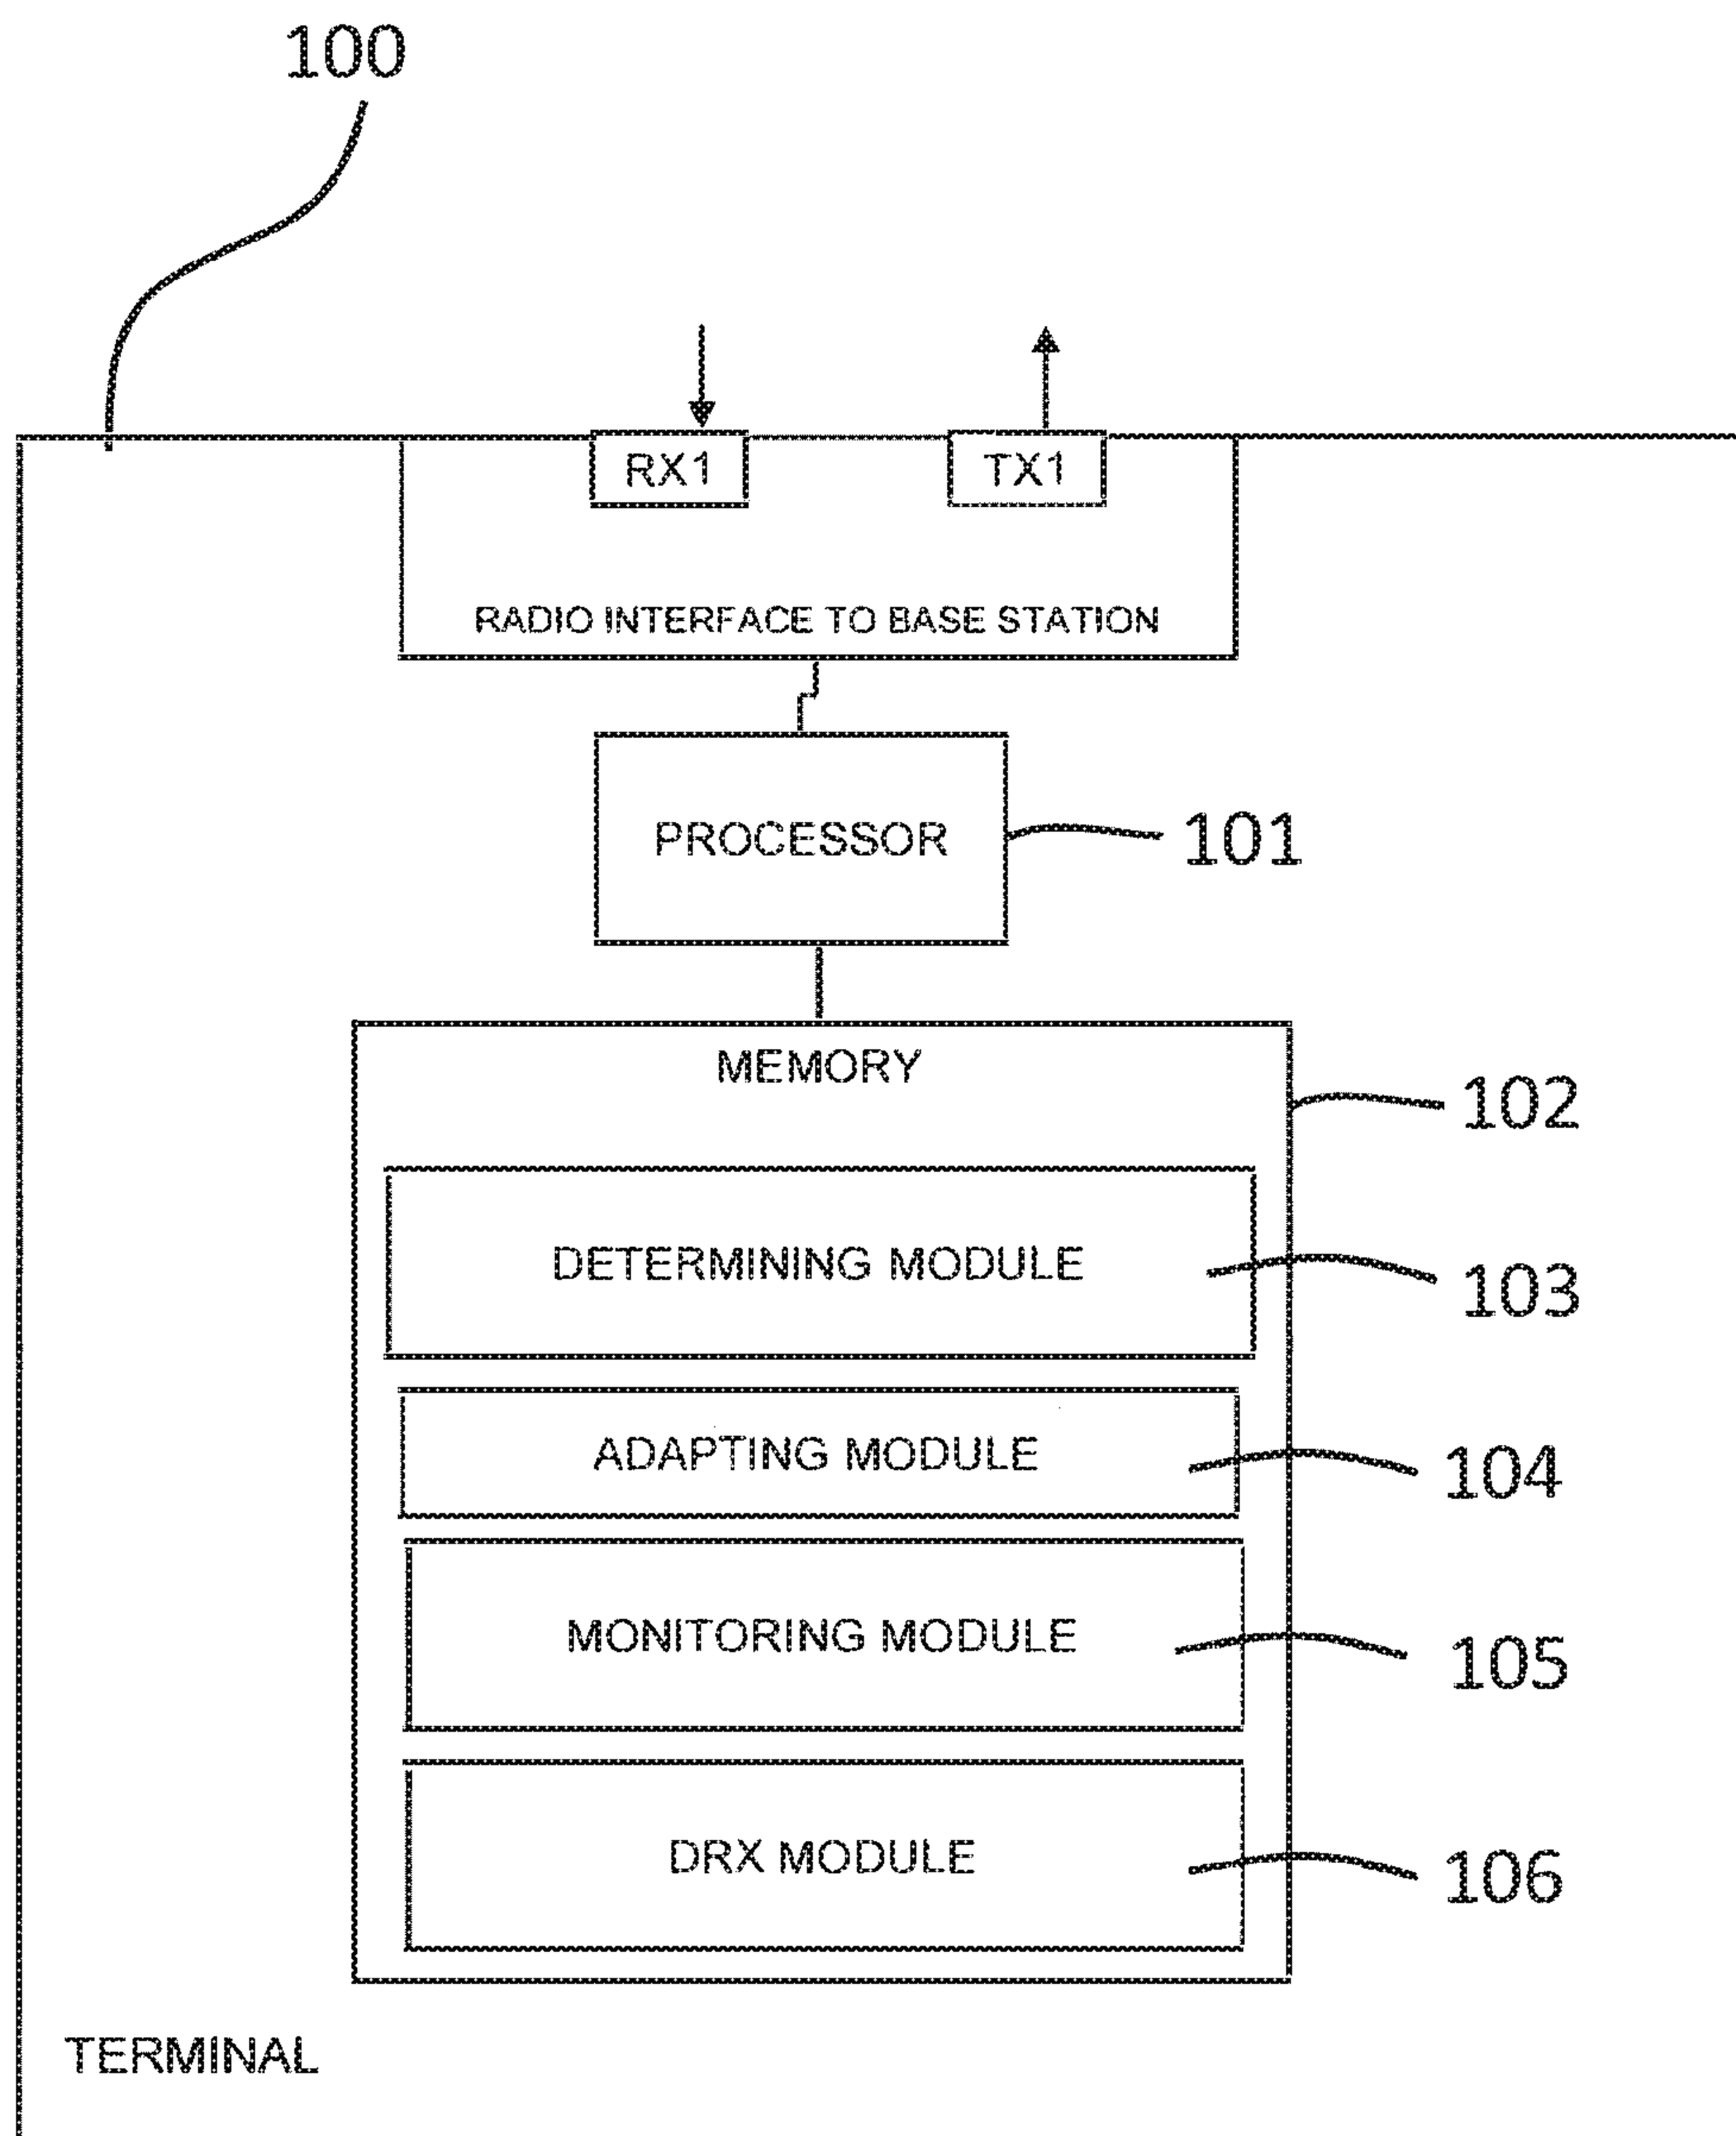 100
RX1 TX1
RADIO INTERFACE TO BASE STATION
PROCESSOR 101
MEMORY
102
DETERMINING MODULE 103
ADAPTING MODULE 104
MONITORING MODULE 105
DRX MODULE 106
TERMINAL